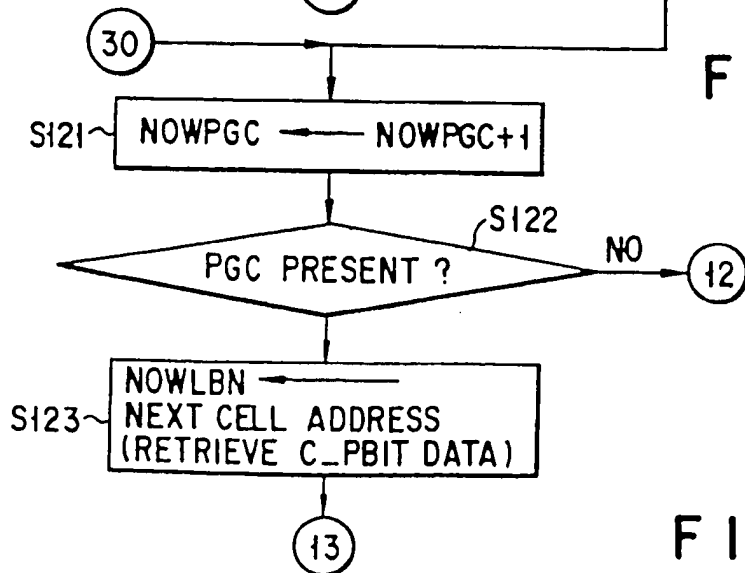 30
F
S121 NOWPGC ← NOWPGC+1
S122
PGC PRESENT ?
NO
12
S123
NOWLBN ←
NEXT CELL ADDRESS
(RETRIEVE C_PBIT DATA)
13
F I